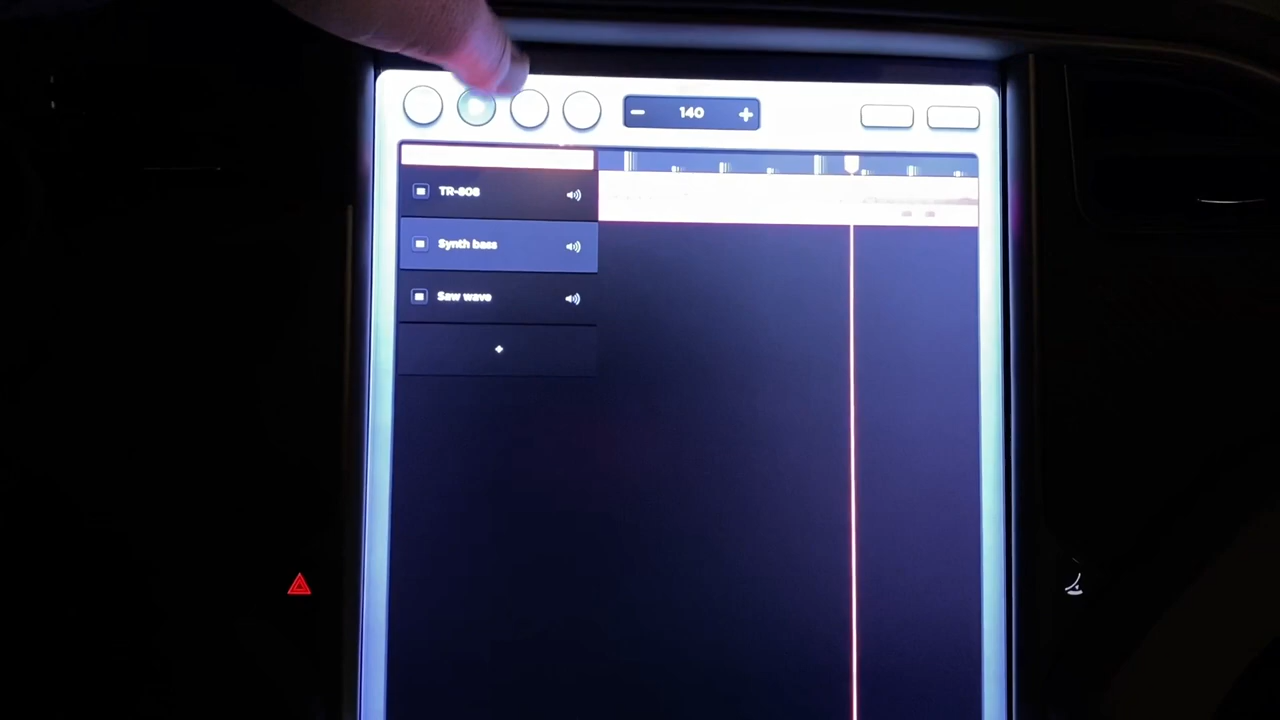 − 140 +
TR-808
Synth bass
Saw wave
+